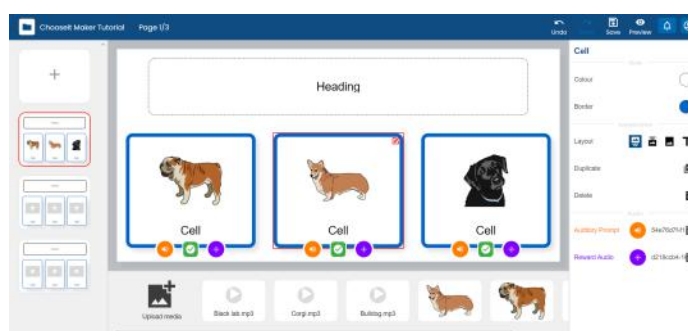 ChooseIt Maker Tutorial Page 1/3
Undo Save Preview
Cell
Heading
Colour
Border
Layout
Duplicate
Delete
Cell Cell Cell
Auditory Prompt
Reward Audio
Upload media Black lab.mp3 Corgi.mp3 Bulldog.mp3